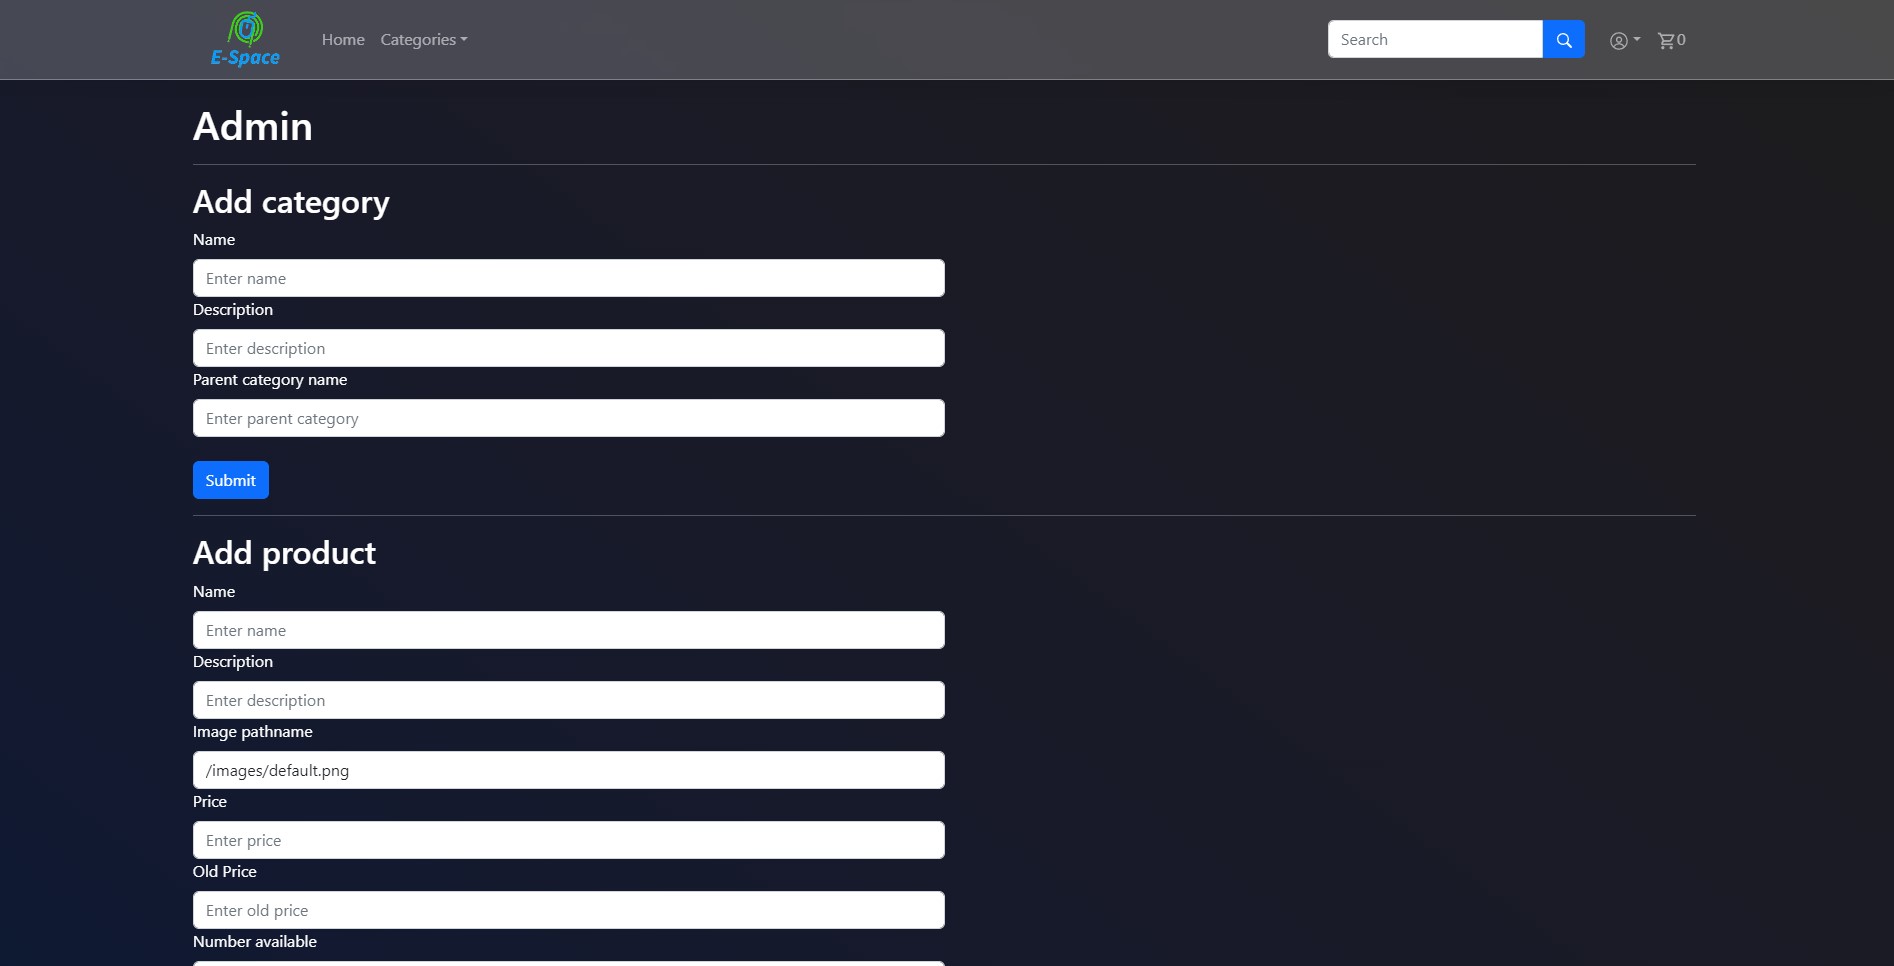 E-Space
Home Categories
Search
0
Admin
Add category
Name
Enter name
Description
Enter description
Parent category name
Enter parent category
Submit
Add product
Name
Enter name
Description
Enter description
Image pathname
/images/default.png
Price
Enter price
Old Price
Enter old price
Number available